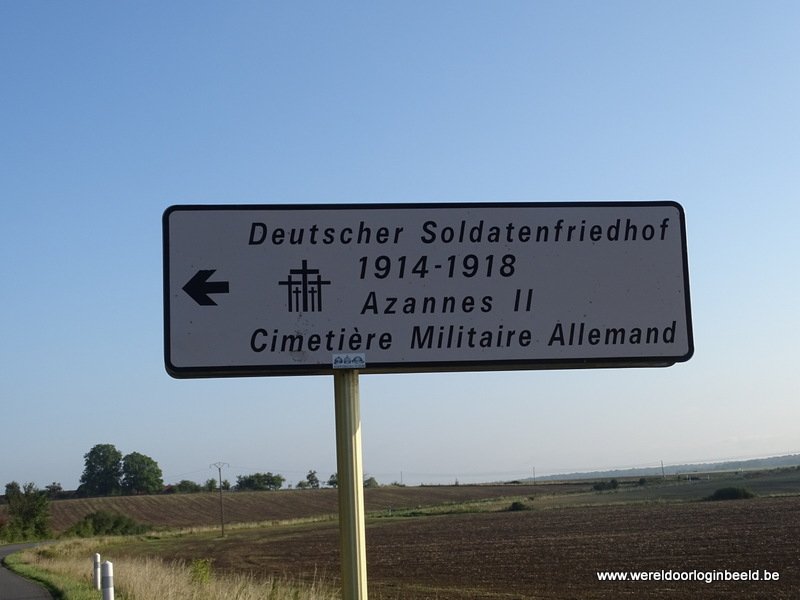 Deutscher Soldatenfriedhof
1914-1918
Azannes II
Cimetière Militaire Allemand
www.wereldoorloginbeeld.be